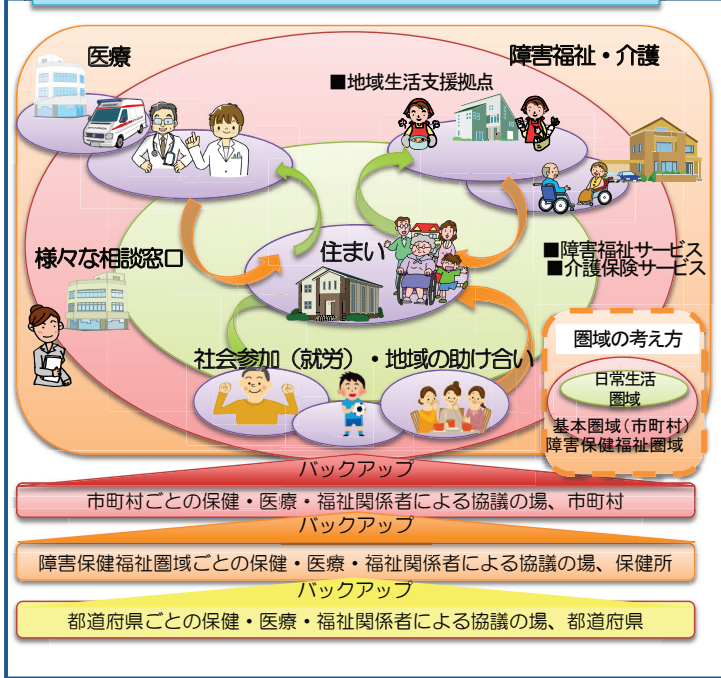 医療
障害福祉・介護
■地域生活支援拠点
様々な相談窓口
住まい
■障害福祉サービス
■介護保険サービス
社会参加（就労）・地域の助け合い
圏域の考え方
日常生活
圏域
基本圏域（市町村）
障害保健福祉圏域
バックアップ
市町村ごとの保健・医療・福祉関係者による協議の場、市町村
バックアップ
障害保健福祉圏域ごとの保健・医療・福祉関係者による協議の場、保健所
バックアップ
都道府県ごとの保健・医療・福祉関係者による協議の場、都道府県